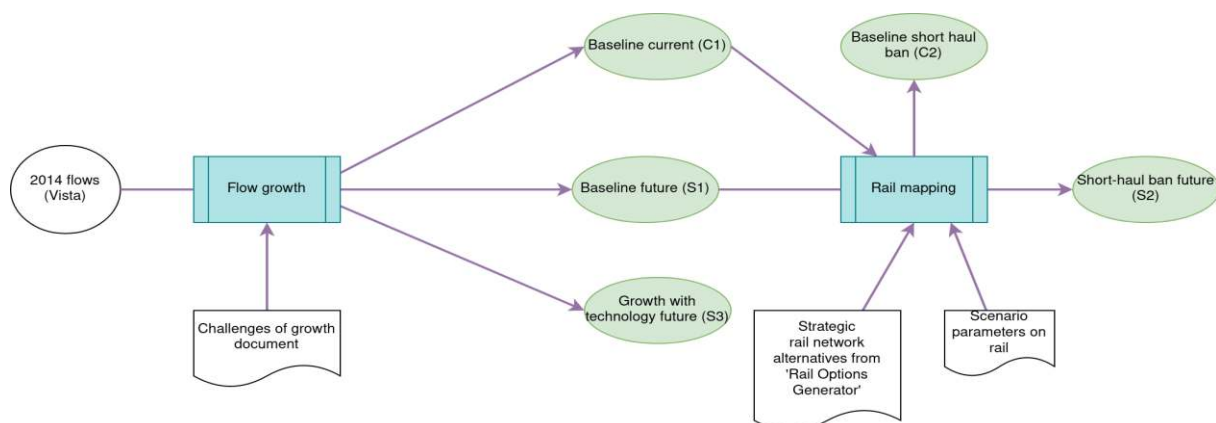 Baseline current (C1)
Baseline short haul
ban (C2)
2014 flows
(Vista)
Flow growth
Baseline future (S1)
Rail mapping
Short-haul ban future
(S2)
Challenges of growth
document
Growth with
technology future (S3)
Strategic
rail network
alternatives from
'Rail Options
Generator'
Scenario
parameters on
rail